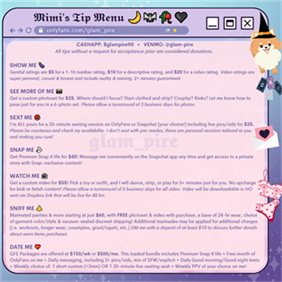 Mimi's Tip Menu
onlyfans.com/glam_pire
CASHAPP: $glampire90 • VENMO: @glam-pire
All tips without a request for acceptance price are considered donations.
SHOW ME
Genital ratings are $5 for a 1-10 number rating, $10 for a descriptive rating, and $20 for a video rating. Video ratings are
super personal, casual & honest and include nudity & sexting, 2+ minutes guaranteed.
SEE MORE OF ME
Get a custom photoset for $25. Where should I focus? Start clothed and strip? Cosplay? Kinks? Let me know how to
pose just for you in a 6-photo set. Please allow a turnaround of 3 business days for photos.
SEXT ME
I'm ALL yours for a 30-minute sexting session on OnlyFans or Snapchat (your choice) including live pics/vids for $35.
Please be courteous and check my availability. I don't wait with pre-mades, these are personal sessions tailored to you
and making you cum!
SNAP ME
Get Premium Snap 4 life for $45! Message me conveniently on the Snapchat app any time and get access to a private
story with Snap-exclusive content!
WATCH ME
Get a custom video for $55! Pick a toy or outfit, and I will dance, strip, or play for 5+ minutes just for you. No upcharge
for kink or fetish content! Please allow a turnaround of 5 business days for all video. Video will be downloadable in HQ
sent via Dropbox link that will be live for 48 hrs.
SNIFF ME
Marinated panties & more starting at just $60, with FREE photoset & video with purchase, a base of 24-hr wear, choice
of garment color/style & vacuum-sealed discreet shipping! Additional marinades may be applied for additional charges
(i.e. workouts, longer wear, creampies, grool/squirt, etc.) DM me with a deposit of at least $10 to discuss further details
about semi-items purchases.
DATE ME
GFE Packages are offered at $150/wk or $500/mo. This loaded bundle includes Premium Snap 4 life • Free month of
OnlyFans on me • Daily messaging, including 5+ pics/vids, mix of SFW/explicit • Daily Good morning/Good night texts
• Weekly choice of: 1 short custom (<3min) OR 1 30-minute live sexting sesh • Weekly PPV of your choice on me!
glam_pire